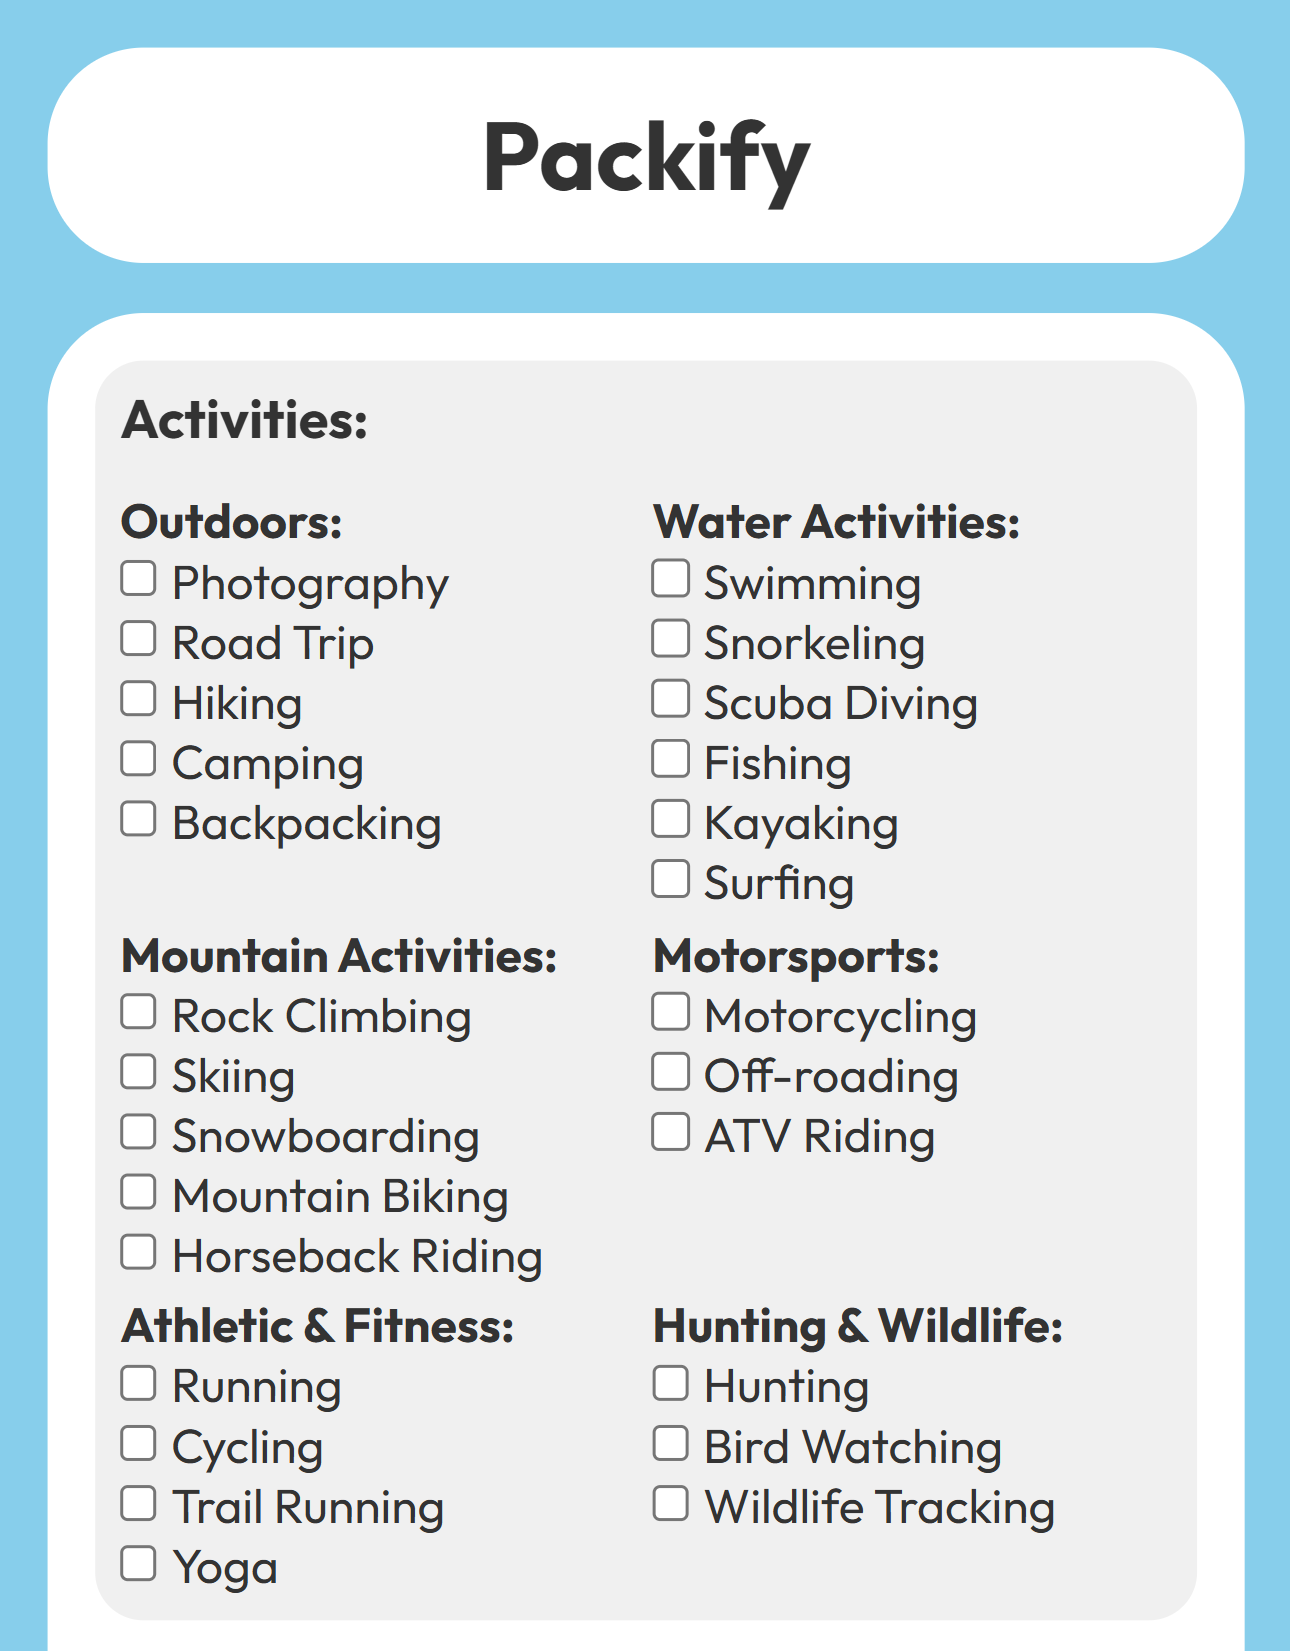 Packify
Activities:
Outdoors:
Photography
Road Trip
Hiking
Camping
Backpacking
Water Activities:
Swimming
Snorkeling
Scuba Diving
Fishing
Kayaking
Surfing
Mountain Activities:
Rock Climbing
Skiing
Snowboarding
Mountain Biking
Horseback Riding
Motorsports:
Motorcycling
Off-roading
ATV Riding
Athletic & Fitness:
Running
Cycling
Trail Running
Yoga
Hunting & Wildlife:
Hunting
Bird Watching
Wildlife Tracking